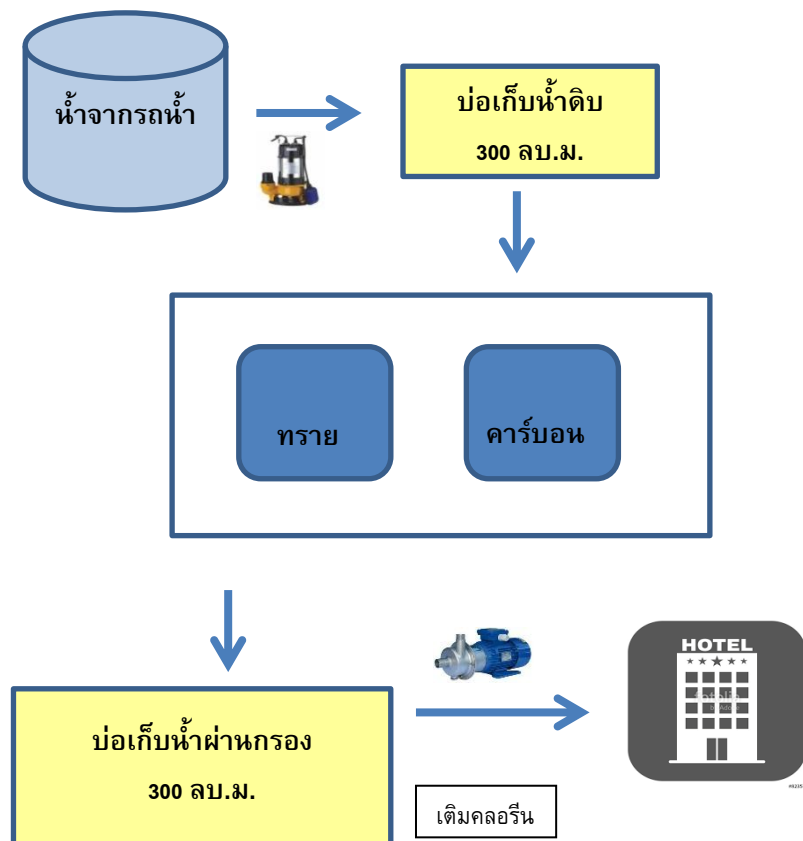 น้ำจากรถน้ำ
บ่อเก็บน้ำดิบ
300 ลบ.ม.
ทราย
คาร์บอน
HOTEL
บ่อเก็บน้ำผ่านกรอง
300 ลบ.ม.
เติมคลอรีน